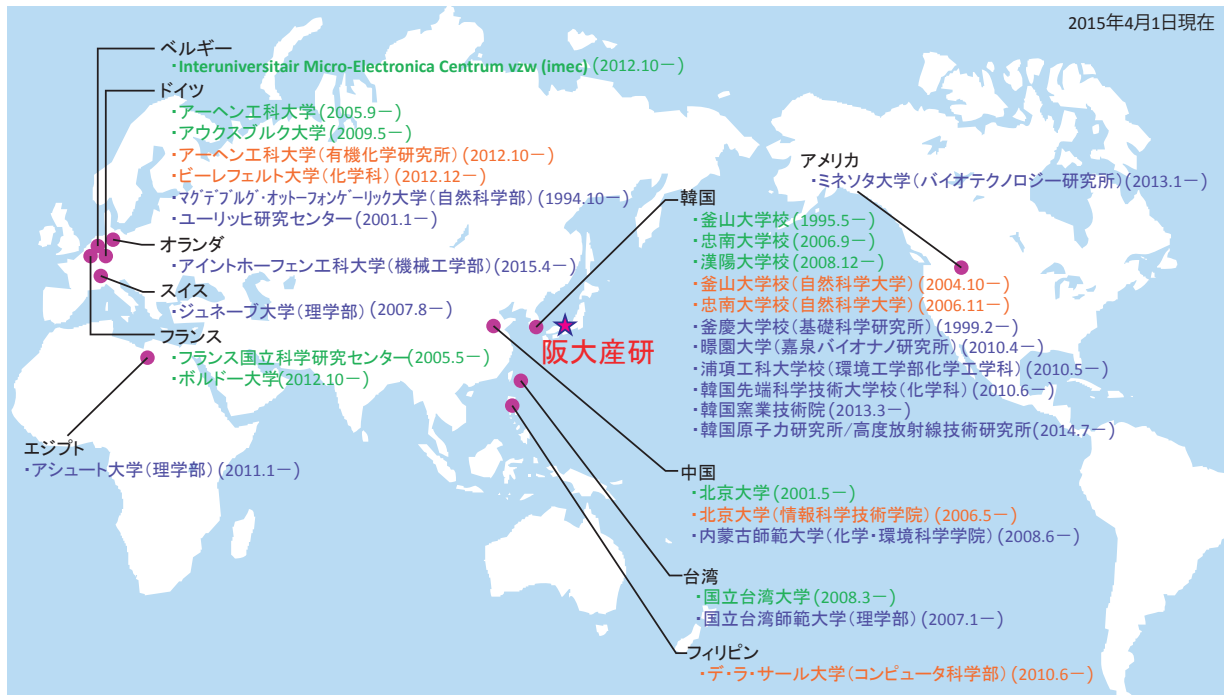 2015年4月1日現在
ベルギー
・Interuniversitair Micro-Electronica Centrum vzw (imec) (2012.10−)
ドイツ
・アーヘン工科大学(2005.9−)
・アウクスブルク大学(2009.5−)
・アーヘン工科大学(有機化学研究所)(2012.10−)
・ビーレフェルト大学(化学科)(2012.12−)
・ﾏｸﾞﾃﾞﾌﾞﾙｸﾞ・ｵｯﾄｰﾌｫﾝｹﾞｰﾘｯｸ大学(自然科学部)(1994.10−)
・ユーリッヒ研究センター(2001.1−)
オランダ
・アイントホーフェン工科大学(機械工学部)(2015.4−)
スイス
・ジュネーブ大学(理学部)(2007.8−)
フランス
・フランス国立科学研究センター(2005.5−)
・ボルドー大学(2012.10−)
エジプト
・アシュート大学(理学部)(2011.1−)
阪大産研
アメリカ
・ミネソタ大学(バイオテクノロジー研究所)(2013.1−)
韓国
・釜山大学校(1995.5−)
・忠南大学校(2006.9−)
・漢陽大学校(2008.12−)
・釜山大学校(自然科学大学)(2004.10−)
・忠南大学校(自然科学大学)(2006.11−)
・釜慶大学校(基礎科学研究所)(1999.2−)
・暻園大学(嘉泉バイオナノ研究所)(2010.4−)
・浦項工科大学校(環境工学部化学工学科)(2010.5−)
・韓国先端科学技術大学校(化学科)(2010.6−)
・韓国窯業技術院(2013.3−)
・韓国原子力研究所/高度放射線技術研究所(2014.7−)
中国
・北京大学(2001.5−)
・北京大学(情報科学技術学院)(2006.5−)
・内蒙古師範大学(化学・環境科学学院)(2008.6−)
台湾
・国立台湾大学(2008.3−)
・国立台湾師範大学(理学部)(2007.1−)
フィリピン
・デ・ラ・サール大学(コンピュータ科学部)(2010.6−)